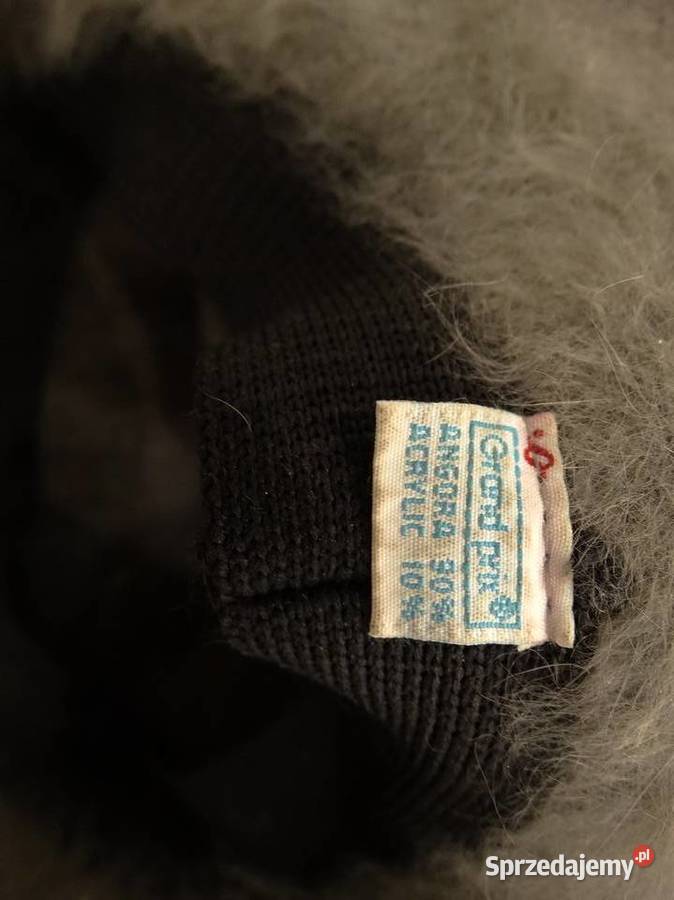 Grand prix
ANGORA 90%
ACRYLIC 10%
Sprzedajemy.pl